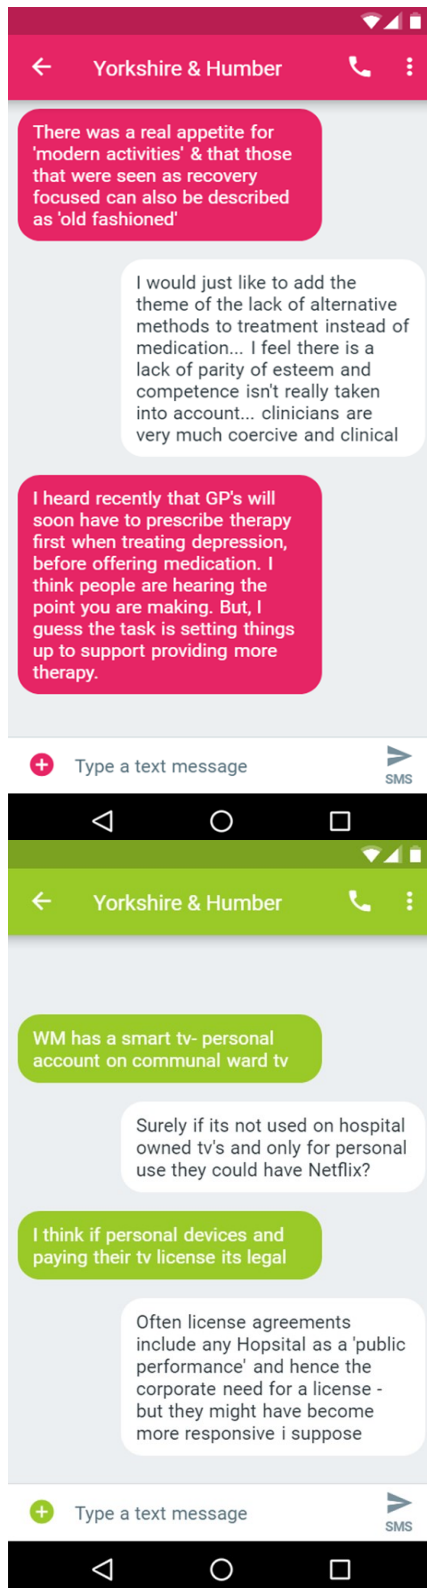 Yorkshire & Humber
There was a real appetite for
'modern activities' & that those
that were seen as recovery
focused can also be described
as 'old fashioned'
I would just like to add the
theme of the lack of alternative
methods to treatment instead of
medication... I feel there is a
lack of parity of esteem and
competence isn't really taken
into account... clinicians are
very much coercive and clinical
I heard recently that GP's will
soon have to prescribe therapy
first when treating depression,
before offering medication. I
think people are hearing the
point you are making. But, I
guess the task is setting things
up to support providing more
therapy.
Type a text message
SMS
Yorkshire & Humber
WM has a smart tv- personal
account on communal ward tv
Surely if its not used on hospital
owned tv's and only for personal
use they could have Netflix?
I think if personal devices and
paying their tv license its legal
Often license agreements
include any Hopsital as a 'public
performance' and hence the
corporate need for a license -
but they might have become
more responsive i suppose
Type a text message
SMS